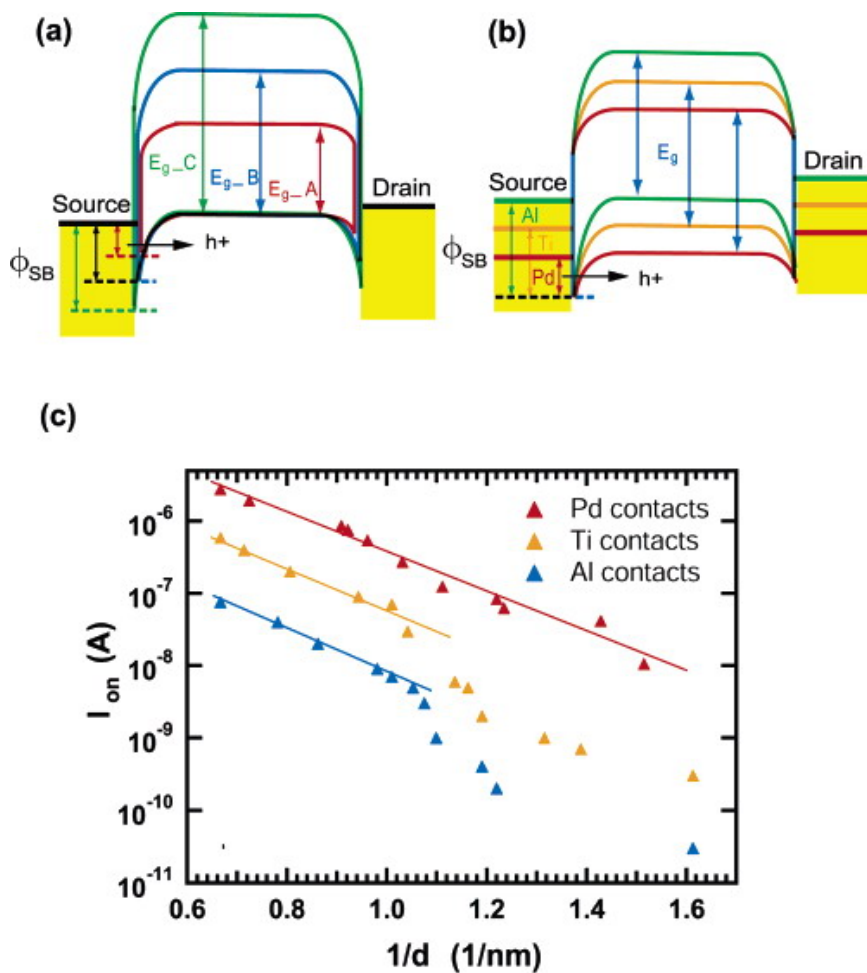 (a)
E_g_C
E_g_B
E_g_A
Source
Drain
ϕ_SB
h+
(b)
E_g
Source
Drain
Al
Ti
Pd
ϕ_SB
h+
(c)
I_on (A)
10^-6
10^-7
10^-8
10^-9
10^-10
10^-11
Pd contacts
Ti contacts
Al contacts
0.6 0.8 1.0 1.2 1.4 1.6
1/d (1/nm)